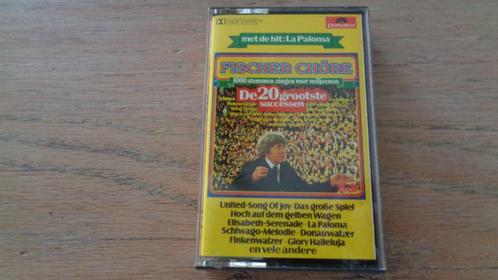 Polydor
met de hit: La Paloma
FISCHER CHÖRE
1000 stemmen zingen voor miljoenen
De 20 grootste
successen
United-Song Of Joy-Das große Spiel
Hoch auf dem gelben Wagen
Elisabeth-Serenade-La Paloma
Schiwago-Melodie-Donauwalzer
Finkenwalzer-Glory Halleluja
en vele andere